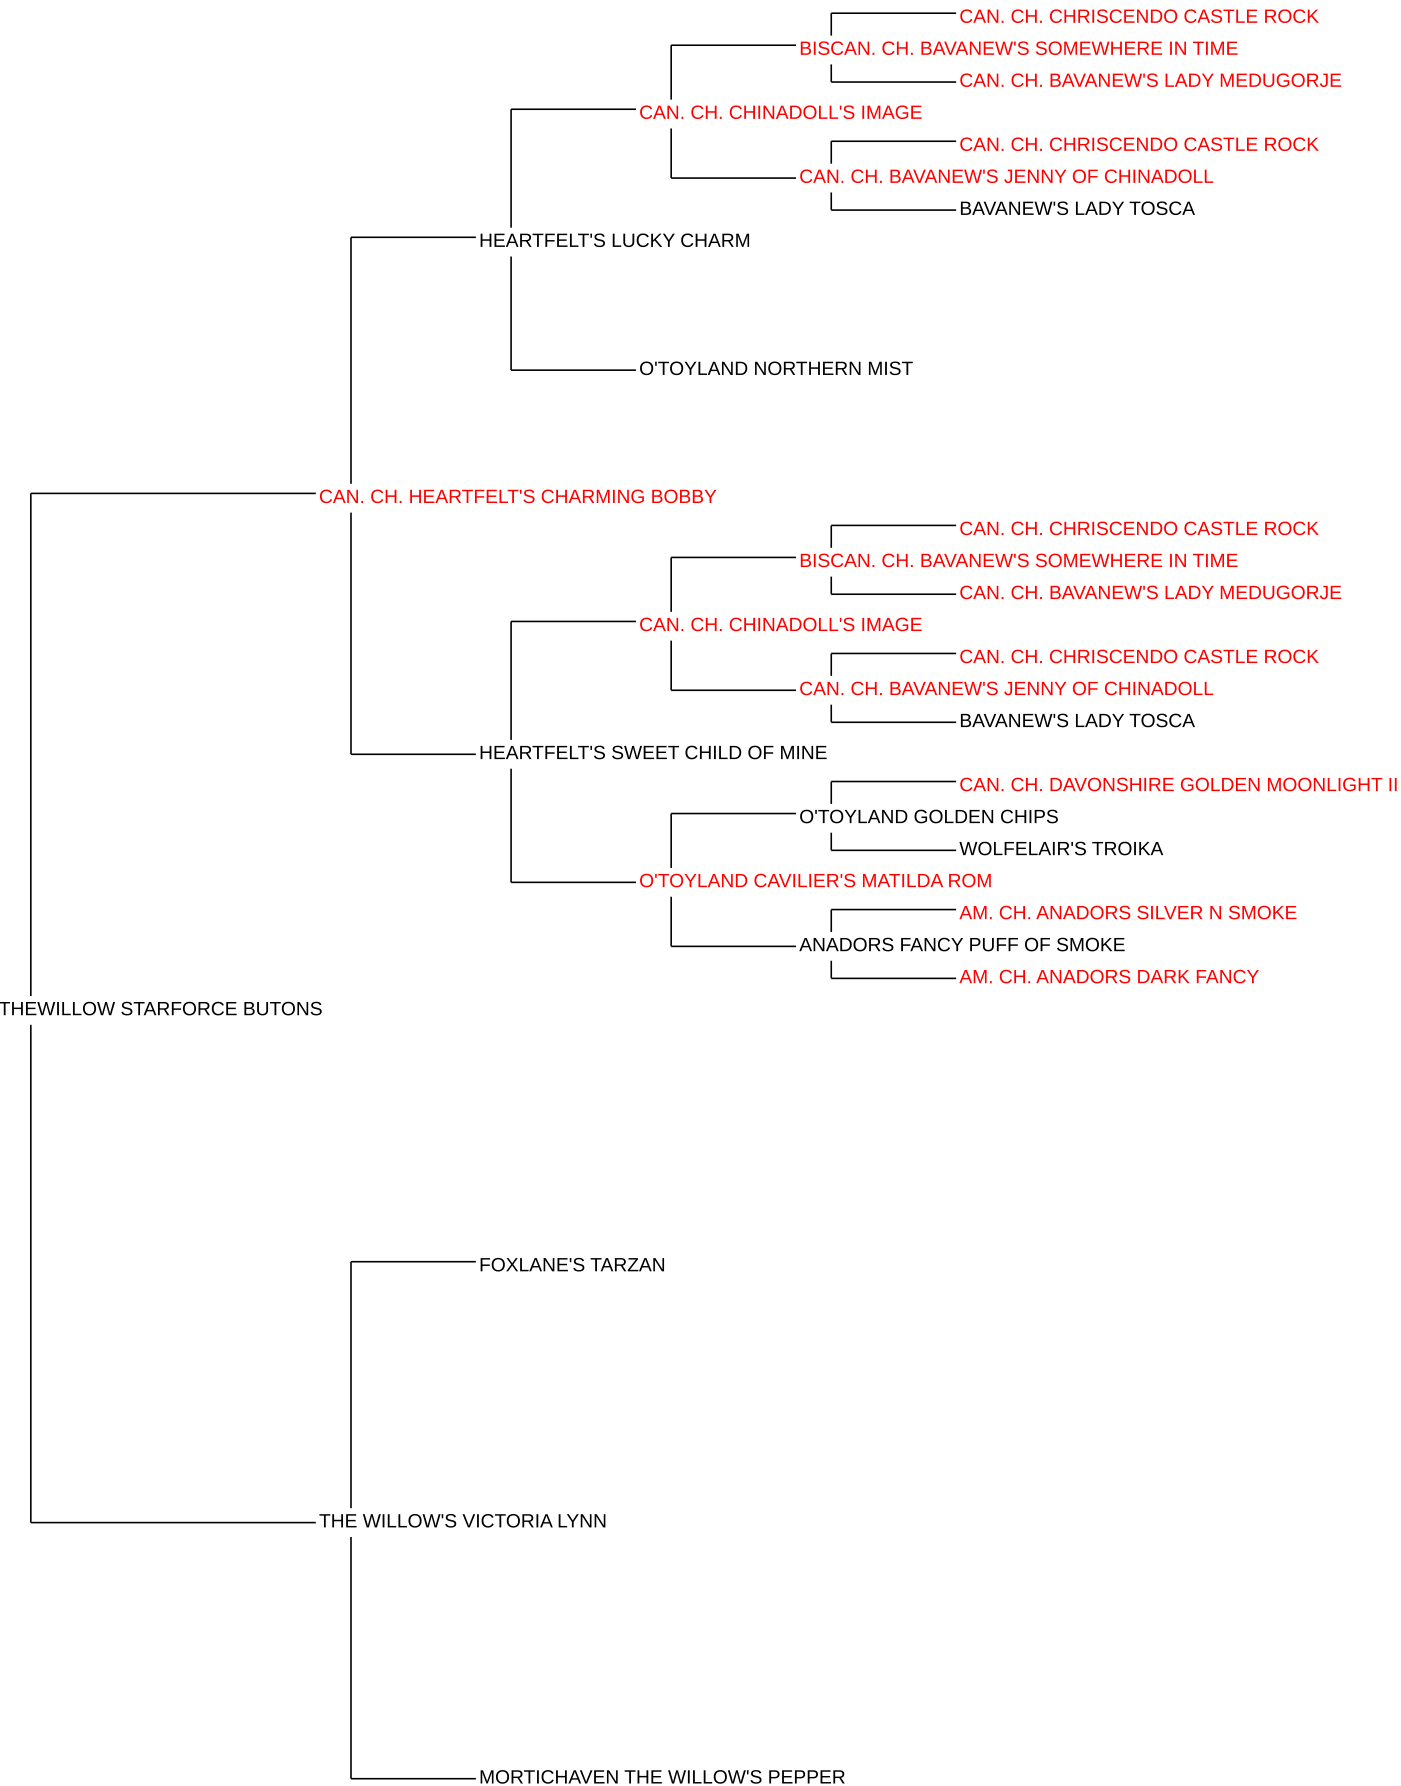 CAN. CH. CHRISCENDO CASTLE ROCK
BISCAN. CH. BAVANEW'S SOMEWHERE IN TIME
CAN. CH. BAVANEW'S LADY MEDUGORJE
CAN. CH. CHINADOLL'S IMAGE
CAN. CH. CHRISCENDO CASTLE ROCK
CAN. CH. BAVANEW'S JENNY OF CHINADOLL
BAVANEW'S LADY TOSCA
HEARTFELT'S LUCKY CHARM
O'TOYLAND NORTHERN MIST
CAN. CH. HEARTFELT'S CHARMING BOBBY
CAN. CH. CHRISCENDO CASTLE ROCK
BISCAN. CH. BAVANEW'S SOMEWHERE IN TIME
CAN. CH. BAVANEW'S LADY MEDUGORJE
CAN. CH. CHINADOLL'S IMAGE
CAN. CH. CHRISCENDO CASTLE ROCK
CAN. CH. BAVANEW'S JENNY OF CHINADOLL
BAVANEW'S LADY TOSCA
HEARTFELT'S SWEET CHILD OF MINE
CAN. CH. DAVONSHIRE GOLDEN MOONLIGHT II
O'TOYLAND GOLDEN CHIPS
WOLFELAIR'S TROIKA
O'TOYLAND CAVILIER'S MATILDA ROM
AM. CH. ANADORS SILVER N SMOKE
ANADORS FANCY PUFF OF SMOKE
AM. CH. ANADORS DARK FANCY
THEWILLOW STARFORCE BUTONS
FOXLANE'S TARZAN
THE WILLOW'S VICTORIA LYNN
MORTICHAVEN THE WILLOW'S PEPPER